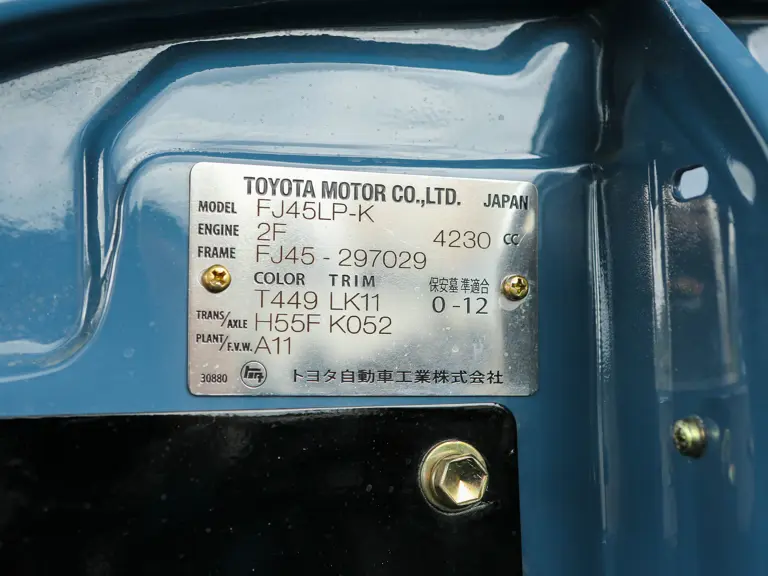 TOYOTA MOTOR CO.,LTD. JAPAN
MODEL FJ45LP-K
ENGINE 2F 4230 CC/
FRAME FJ45 - 297029
COLOR TRIM 保安墓準適合
T449 LK11 0-12
TRANS/AXLE H55F K052
PLANT/F.V.W. A11
30880 トヨタ自動車工業株式会社